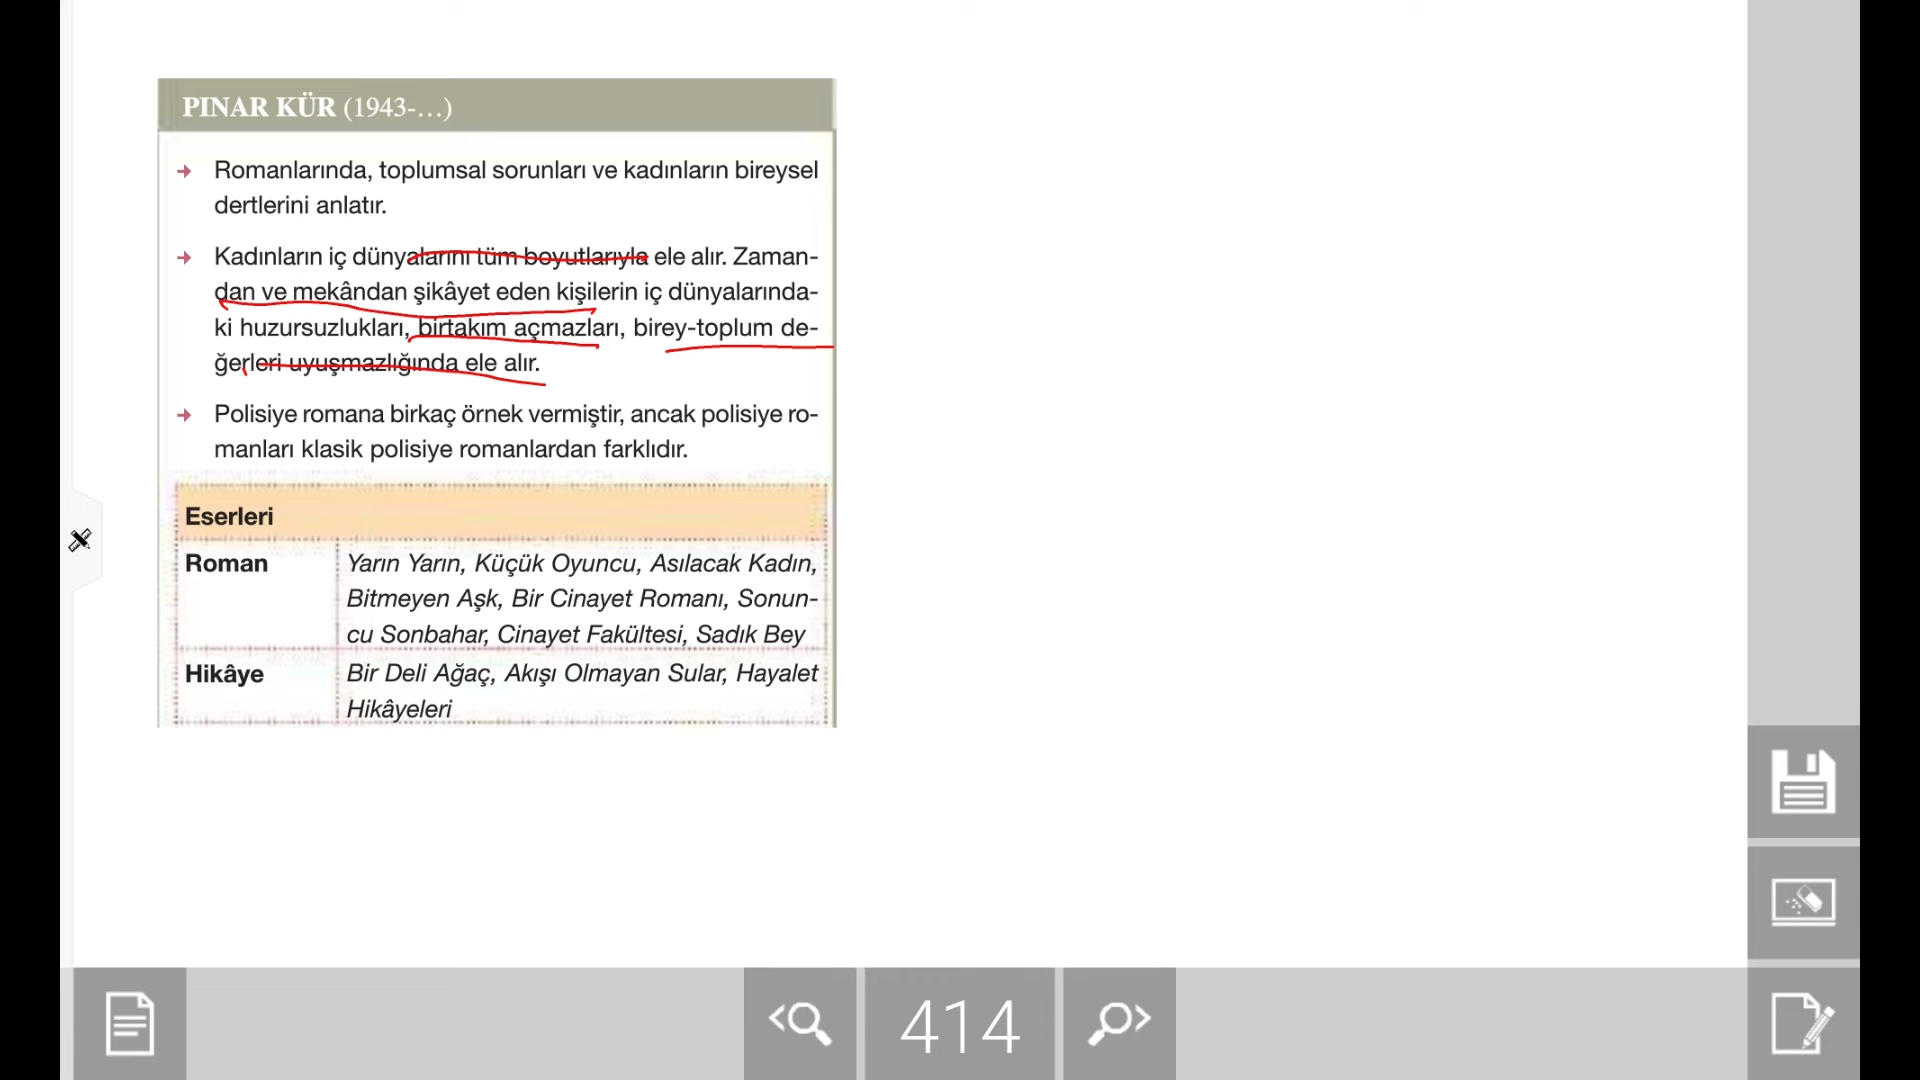 PINAR KÜR (1943-...)
Romanlarında, toplumsal sorunları ve kadınların bireysel
dertlerini anlatır.
Kadınların iç dünyalarını tüm boyutlarıyla ele alır. Zaman-
dan ve mekândan şikâyet eden kişilerin iç dünyalarında-
ki huzursuzlukları, birtakım açmazları, birey-toplum de-
ğerleri uyuşmazlığında ele alır.
Polisiye romana birkaç örnek vermiştir, ancak polisiye ro-
manları klasik polisiye romanlardan farklıdır.
Eserleri
Roman
Yarın Yarın, Küçük Oyuncu, Asılacak Kadın,
Bitmeyen Aşk, Bir Cinayet Romanı, Sonun-
cu Sonbahar, Cinayet Fakültesi, Sadık Bey
Hikâye
Bir Deli Ağaç, Akışı Olmayan Sular, Hayalet
Hikâyeleri
414